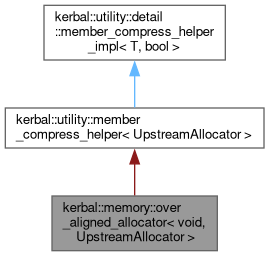 kerbal::utility::detail
::member_compress_helper
_impl< T, bool >
kerbal::utility::member
_compress_helper< UpstreamAllocator >
kerbal::memory::over
_aligned_allocator< void,
UpstreamAllocator >